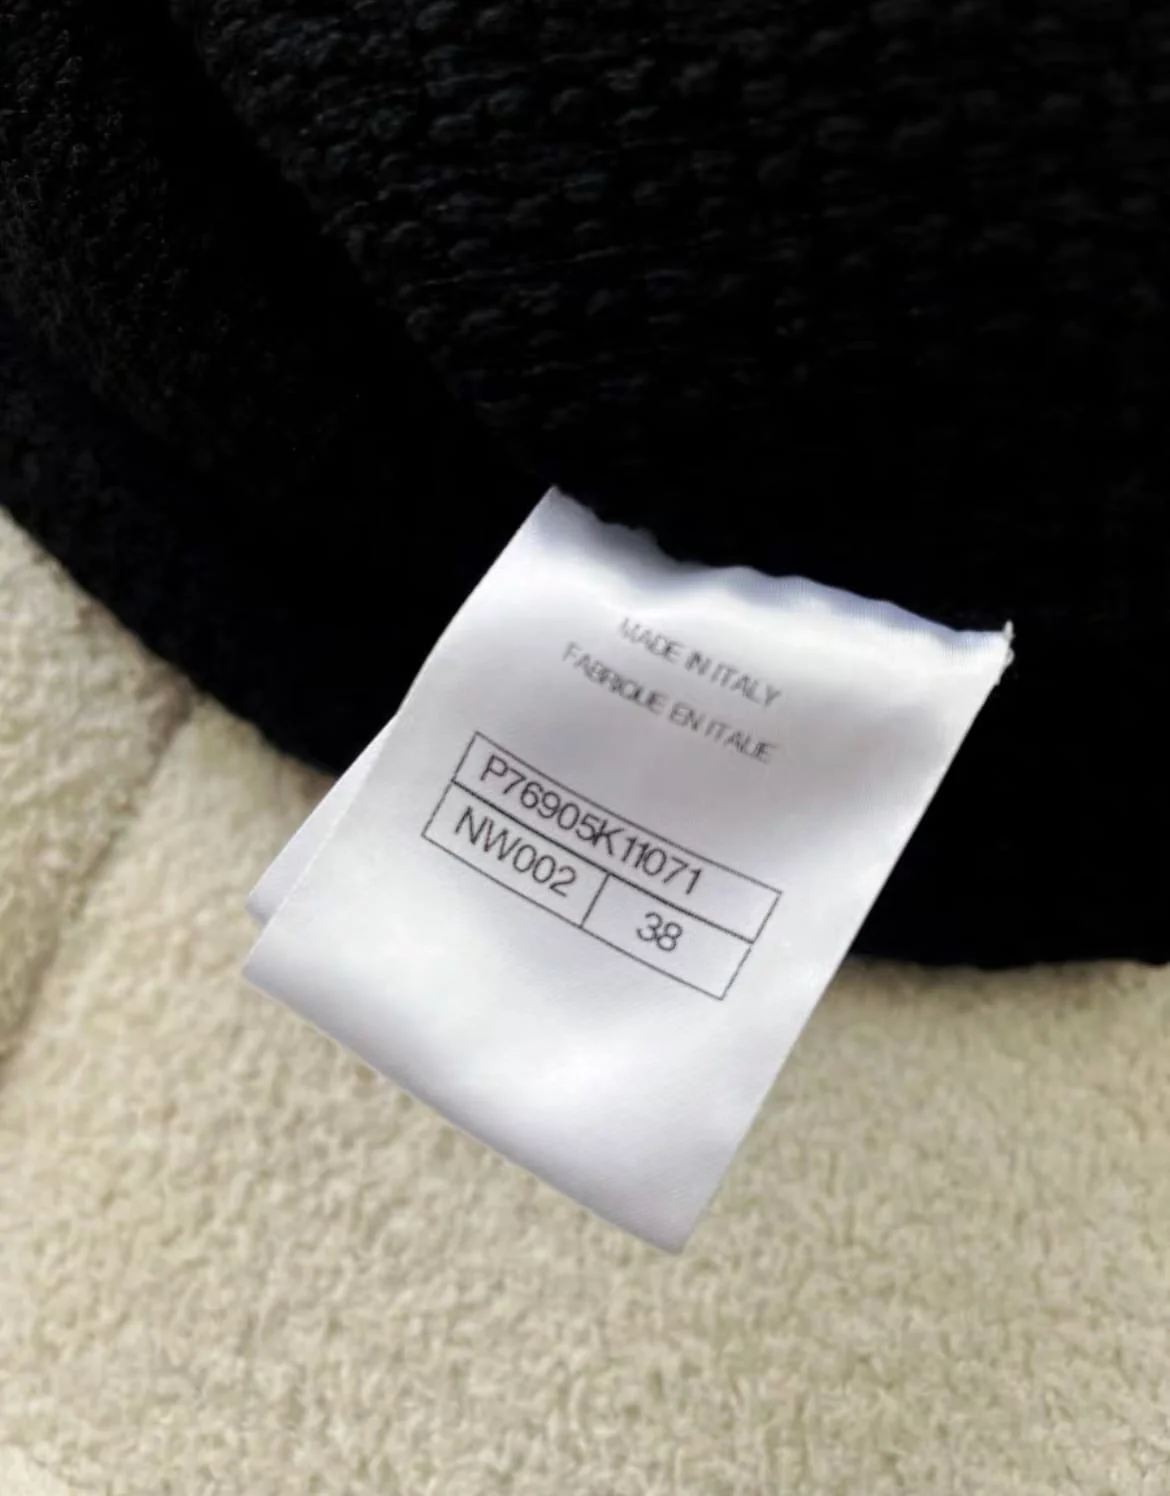 MADE IN ITALY
FABRIQUE EN ITALIE
P76905K11071
NW002 38